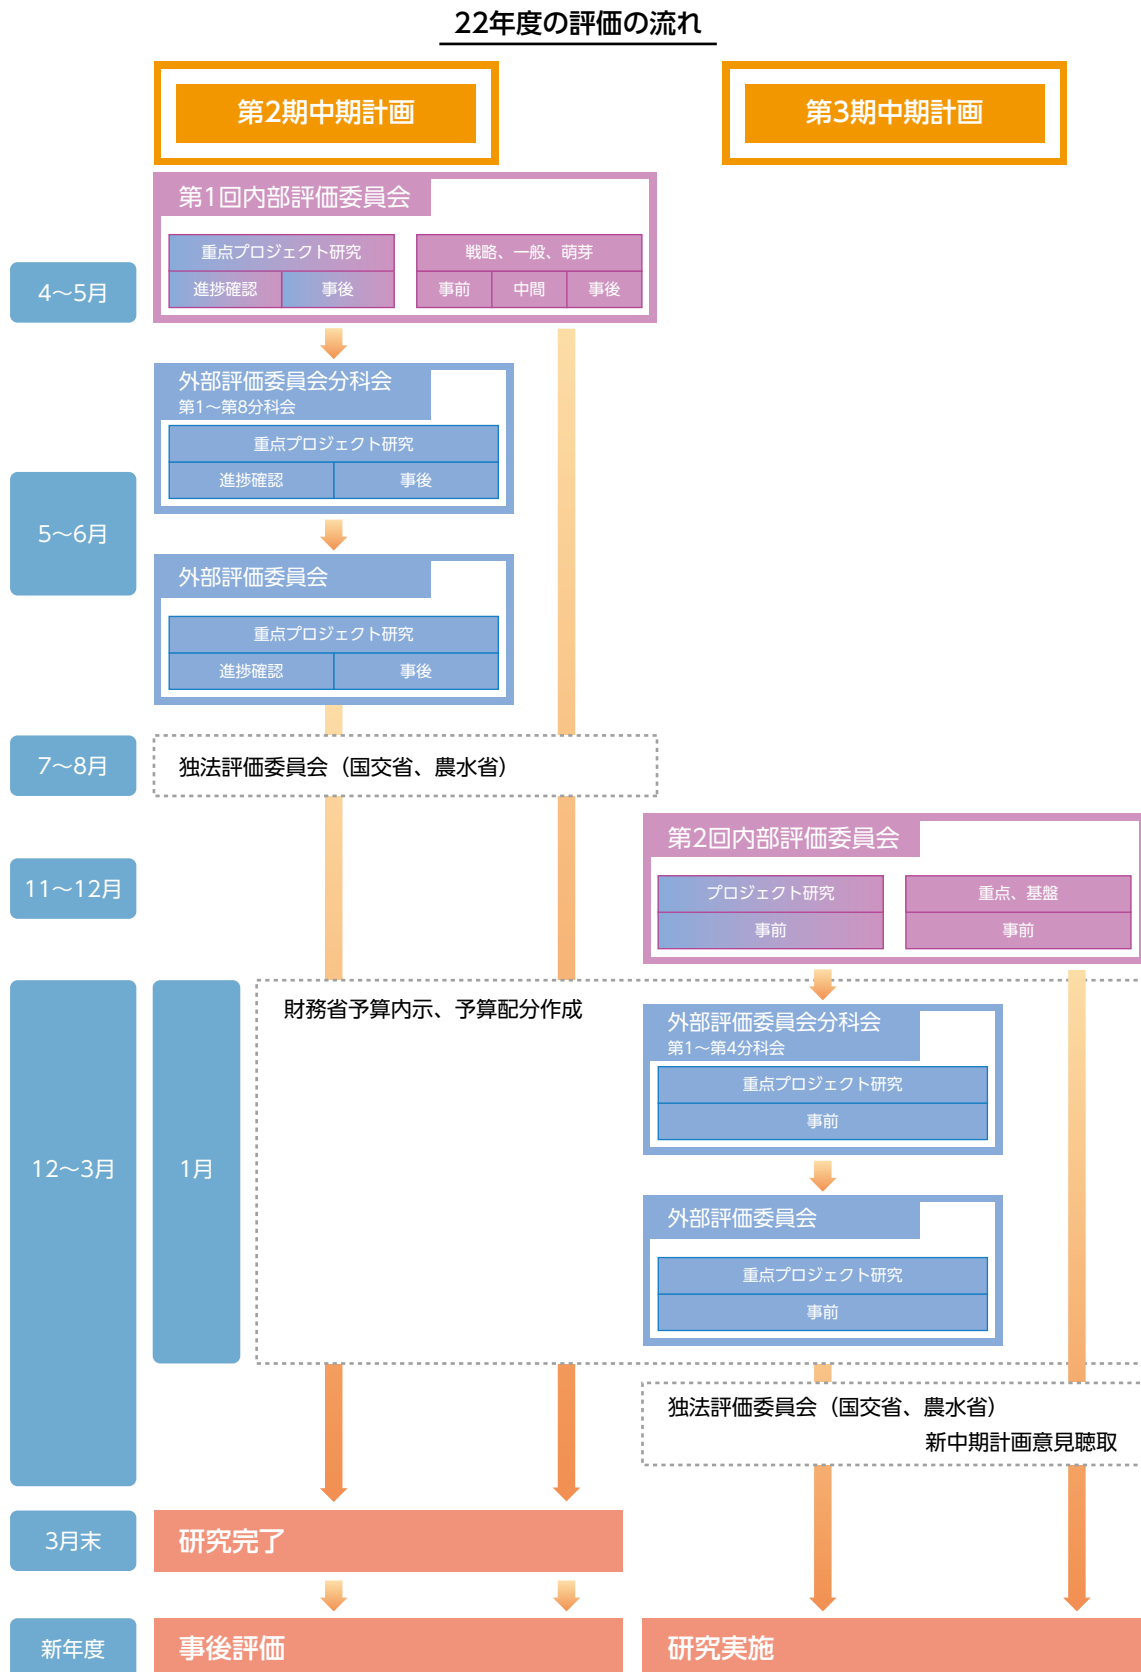 22年度の評価の流れ
第2期中期計画
第3期中期計画
第1回内部評価委員会
重点プロジェクト研究
戦略、一般、萌芽
進捗確認
事後
事前
中間
事後
4〜5月
外部評価委員会分科会
第1〜第8分科会
重点プロジェクト研究
進捗確認
事後
5〜6月
外部評価委員会
重点プロジェクト研究
進捗確認
事後
7〜8月
独法評価委員会（国交省、農水省）
第2回内部評価委員会
11〜12月
プロジェクト研究
重点、基盤
事前
事前
財務省予算内示、予算配分作成
外部評価委員会分科会
第1〜第4分科会
重点プロジェクト研究
事前
12〜3月
1月
外部評価委員会
重点プロジェクト研究
事前
独法評価委員会（国交省、農水省）
新中期計画意見聴取
3月末
研究完了
新年度
事後評価
研究実施